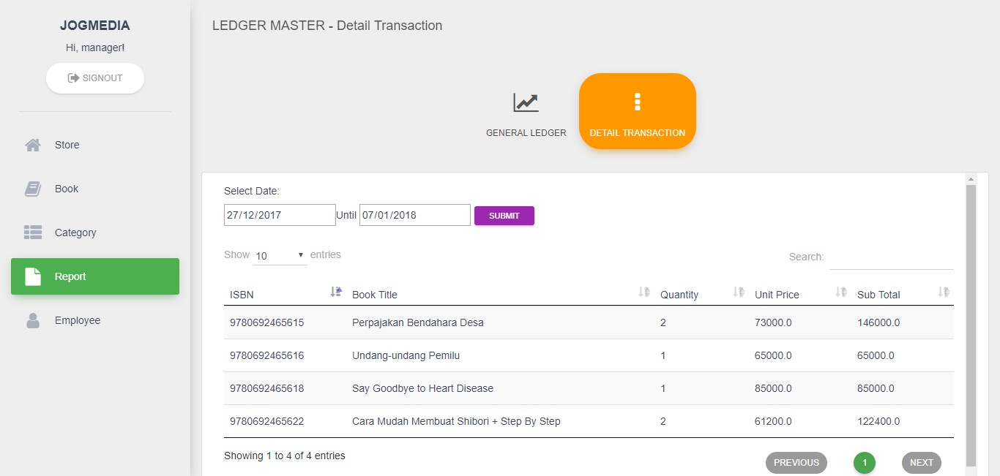 JOGMEDIA
Hi, manager!
SIGNOUT
Store
Book
Category
Report
Employee
LEDGER MASTER - Detail Transaction
GENERAL LEDGER
DETAIL TRANSACTION
Select Date:
27/12/2017 Until 07/01/2018 SUBMIT
Show 10 entries
Search:
ISBN Book Title Quantity Unit Price Sub Total
9780692465615 Perpajakan Bendahara Desa 2 73000.0 146000.0
9780692465616 Undang-undang Pemilu 1 65000.0 65000.0
9780692465618 Say Goodbye to Heart Disease 1 85000.0 85000.0
9780692465622 Cara Mudah Membuat Shibori + Step By Step 2 61200.0 122400.0
Showing 1 to 4 of 4 entries
PREVIOUS 1 NEXT